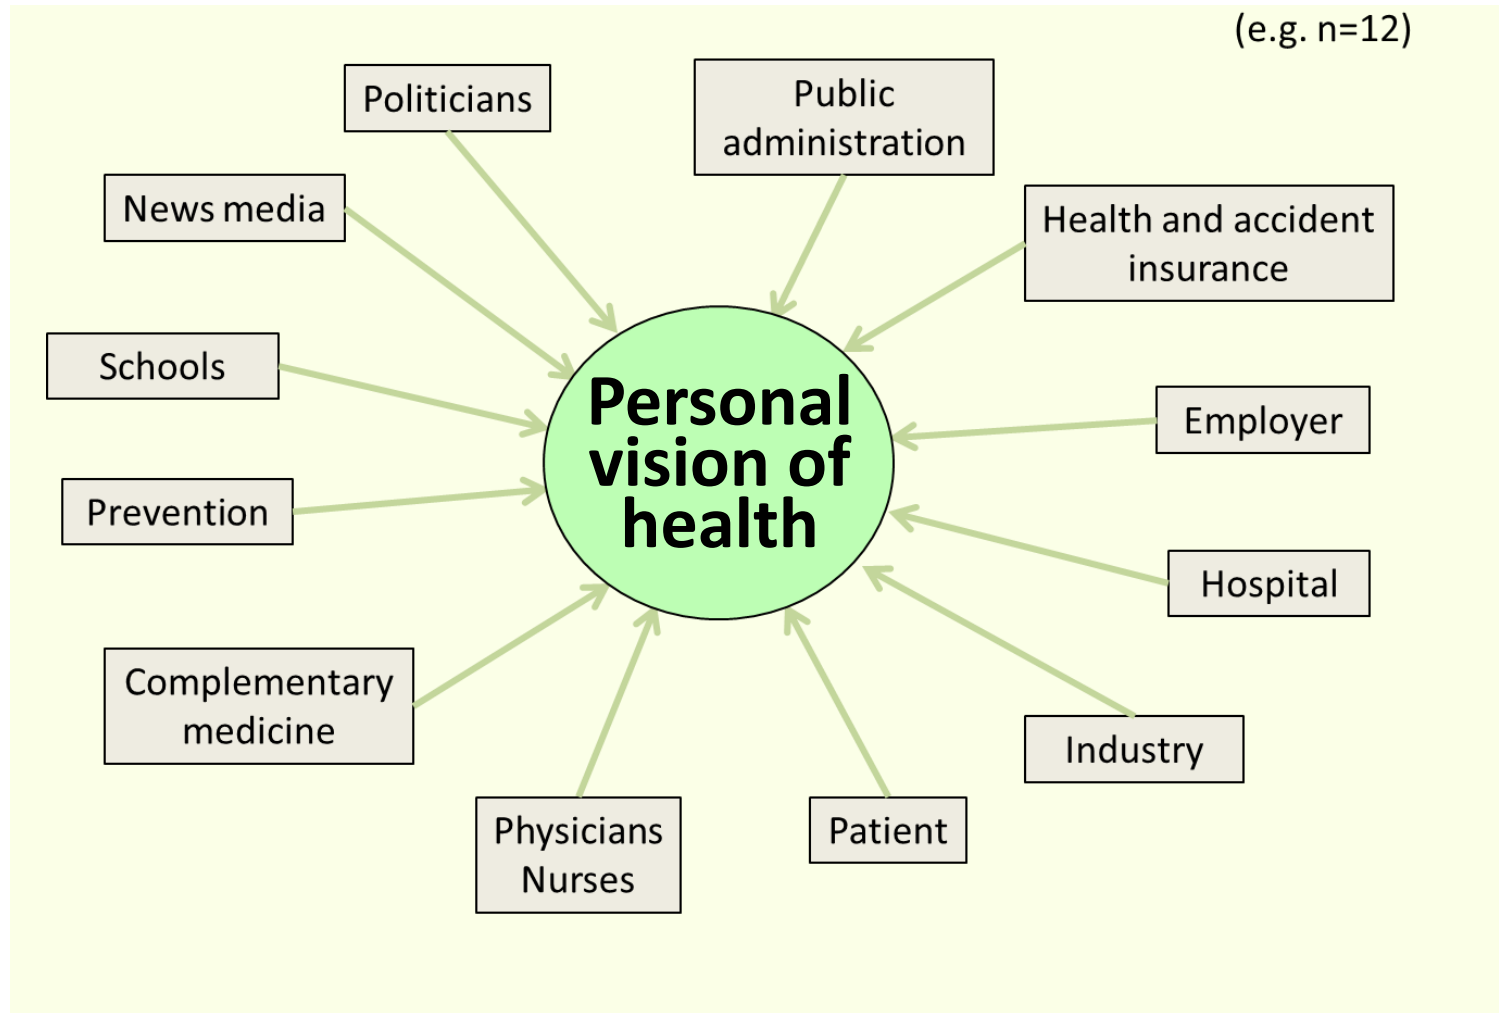 (e.g. n=12)
Politicians
Public
administration
News media
Health and accident
insurance
Schools
Personal
vision of
health
Employer
Prevention
Hospital
Complementary
medicine
Industry
Physicians
Nurses
Patient